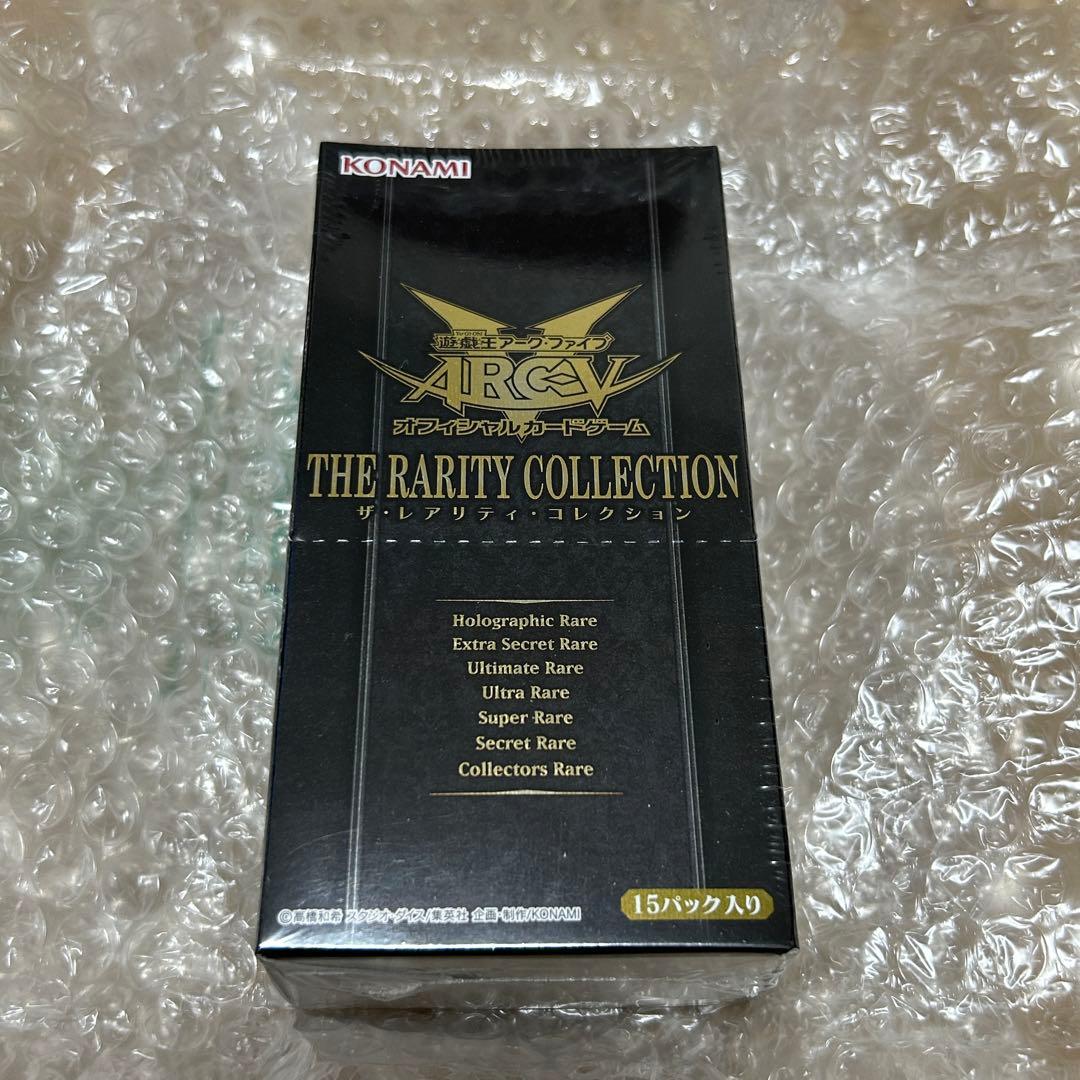 KONAMI
Yu-Gi-Oh!
遊戯王アーク・ファイブ
ARC-V
オフィシャルカードゲーム
THE RARITY COLLECTION
ザ・レアリティ・コレクション
Holographic Rare
Extra Secret Rare
Ultimate Rare
Ultra Rare
Super Rare
Secret Rare
Collectors Rare
15パック入り
©高橋和希 スタジオ・ダイス/集英社 企画・制作/KONAMI